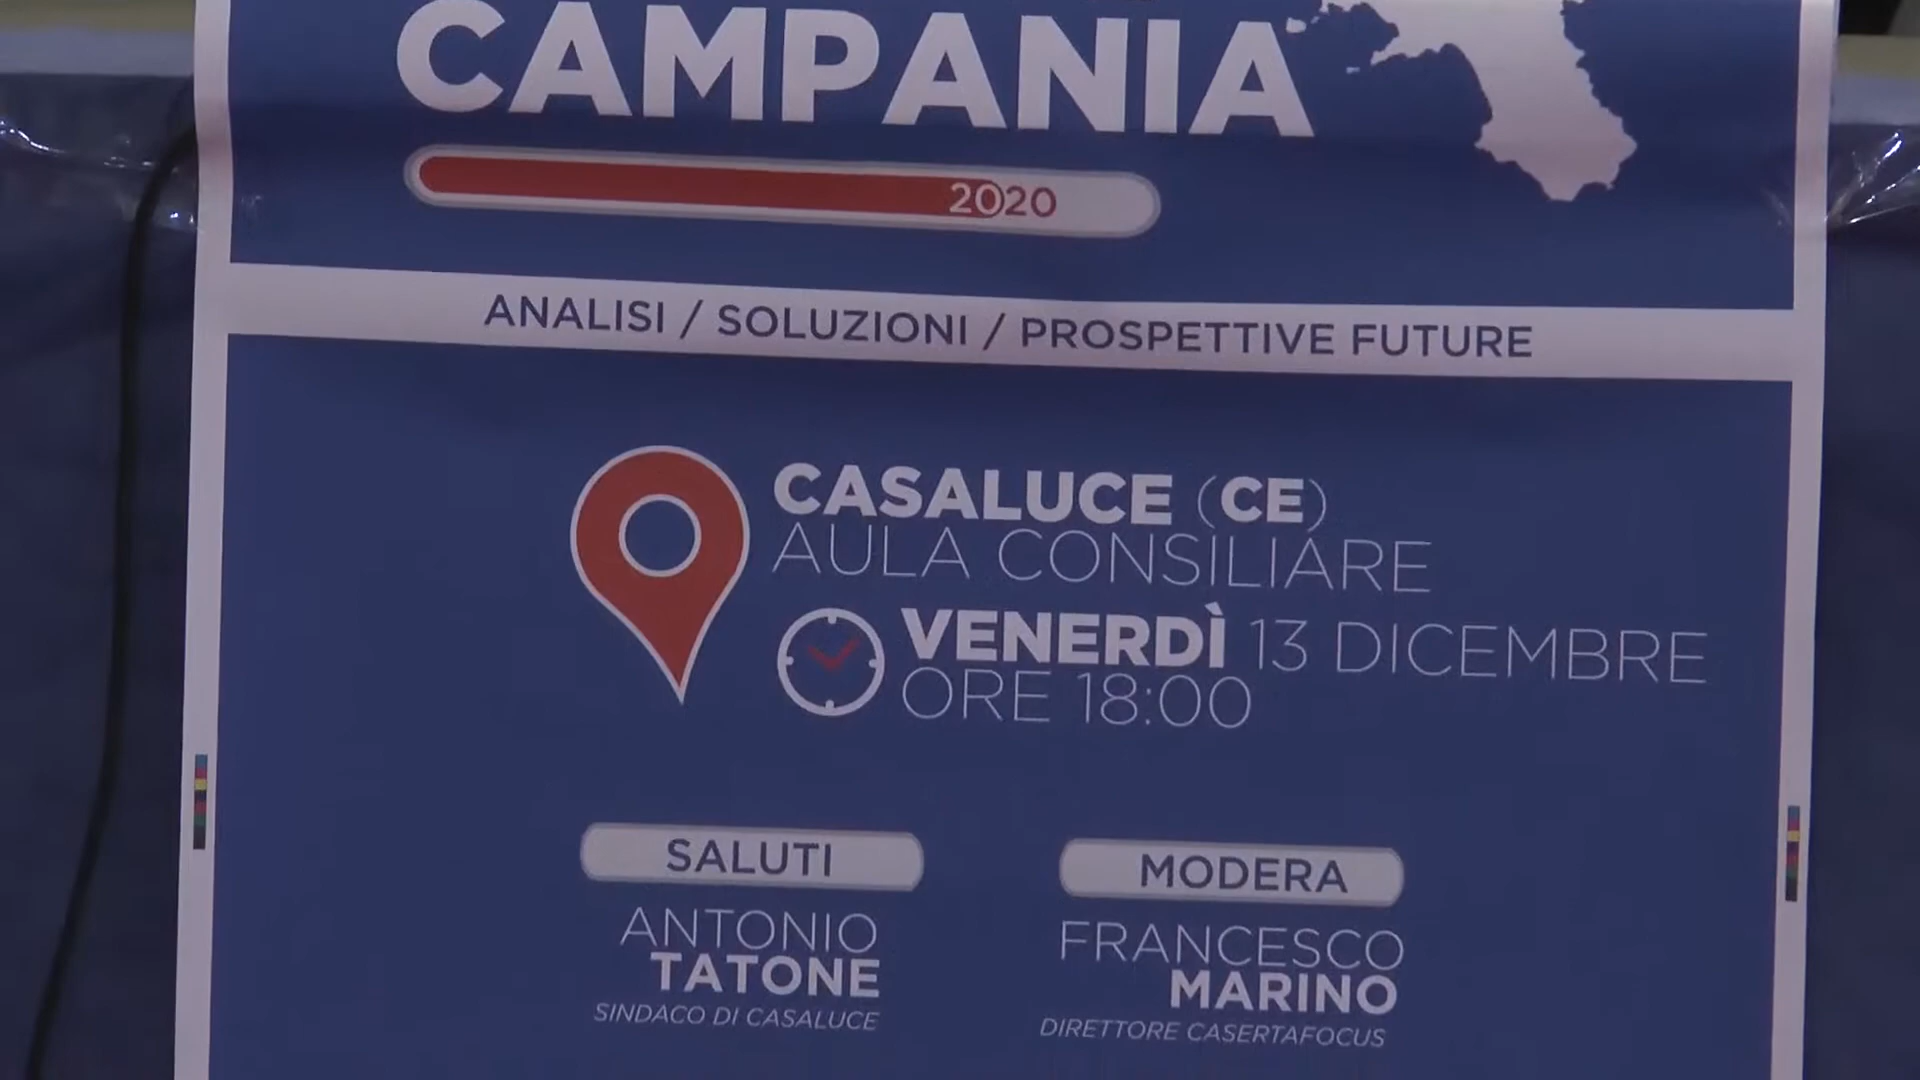 CAMPANIA
2020
ANALISI / SOLUZIONI / PROSPETTIVE FUTURE
CASALUCE (CE)
AULA CONSILIARE
VENERDÌ 13 DICEMBRE
ORE 18:00
SALUTI
ANTONIO
TATONE
SINDACO DI CASALUCE
MODERA
FRANCESCO
MARINO
DIRETTORE CASERTAFOCUS